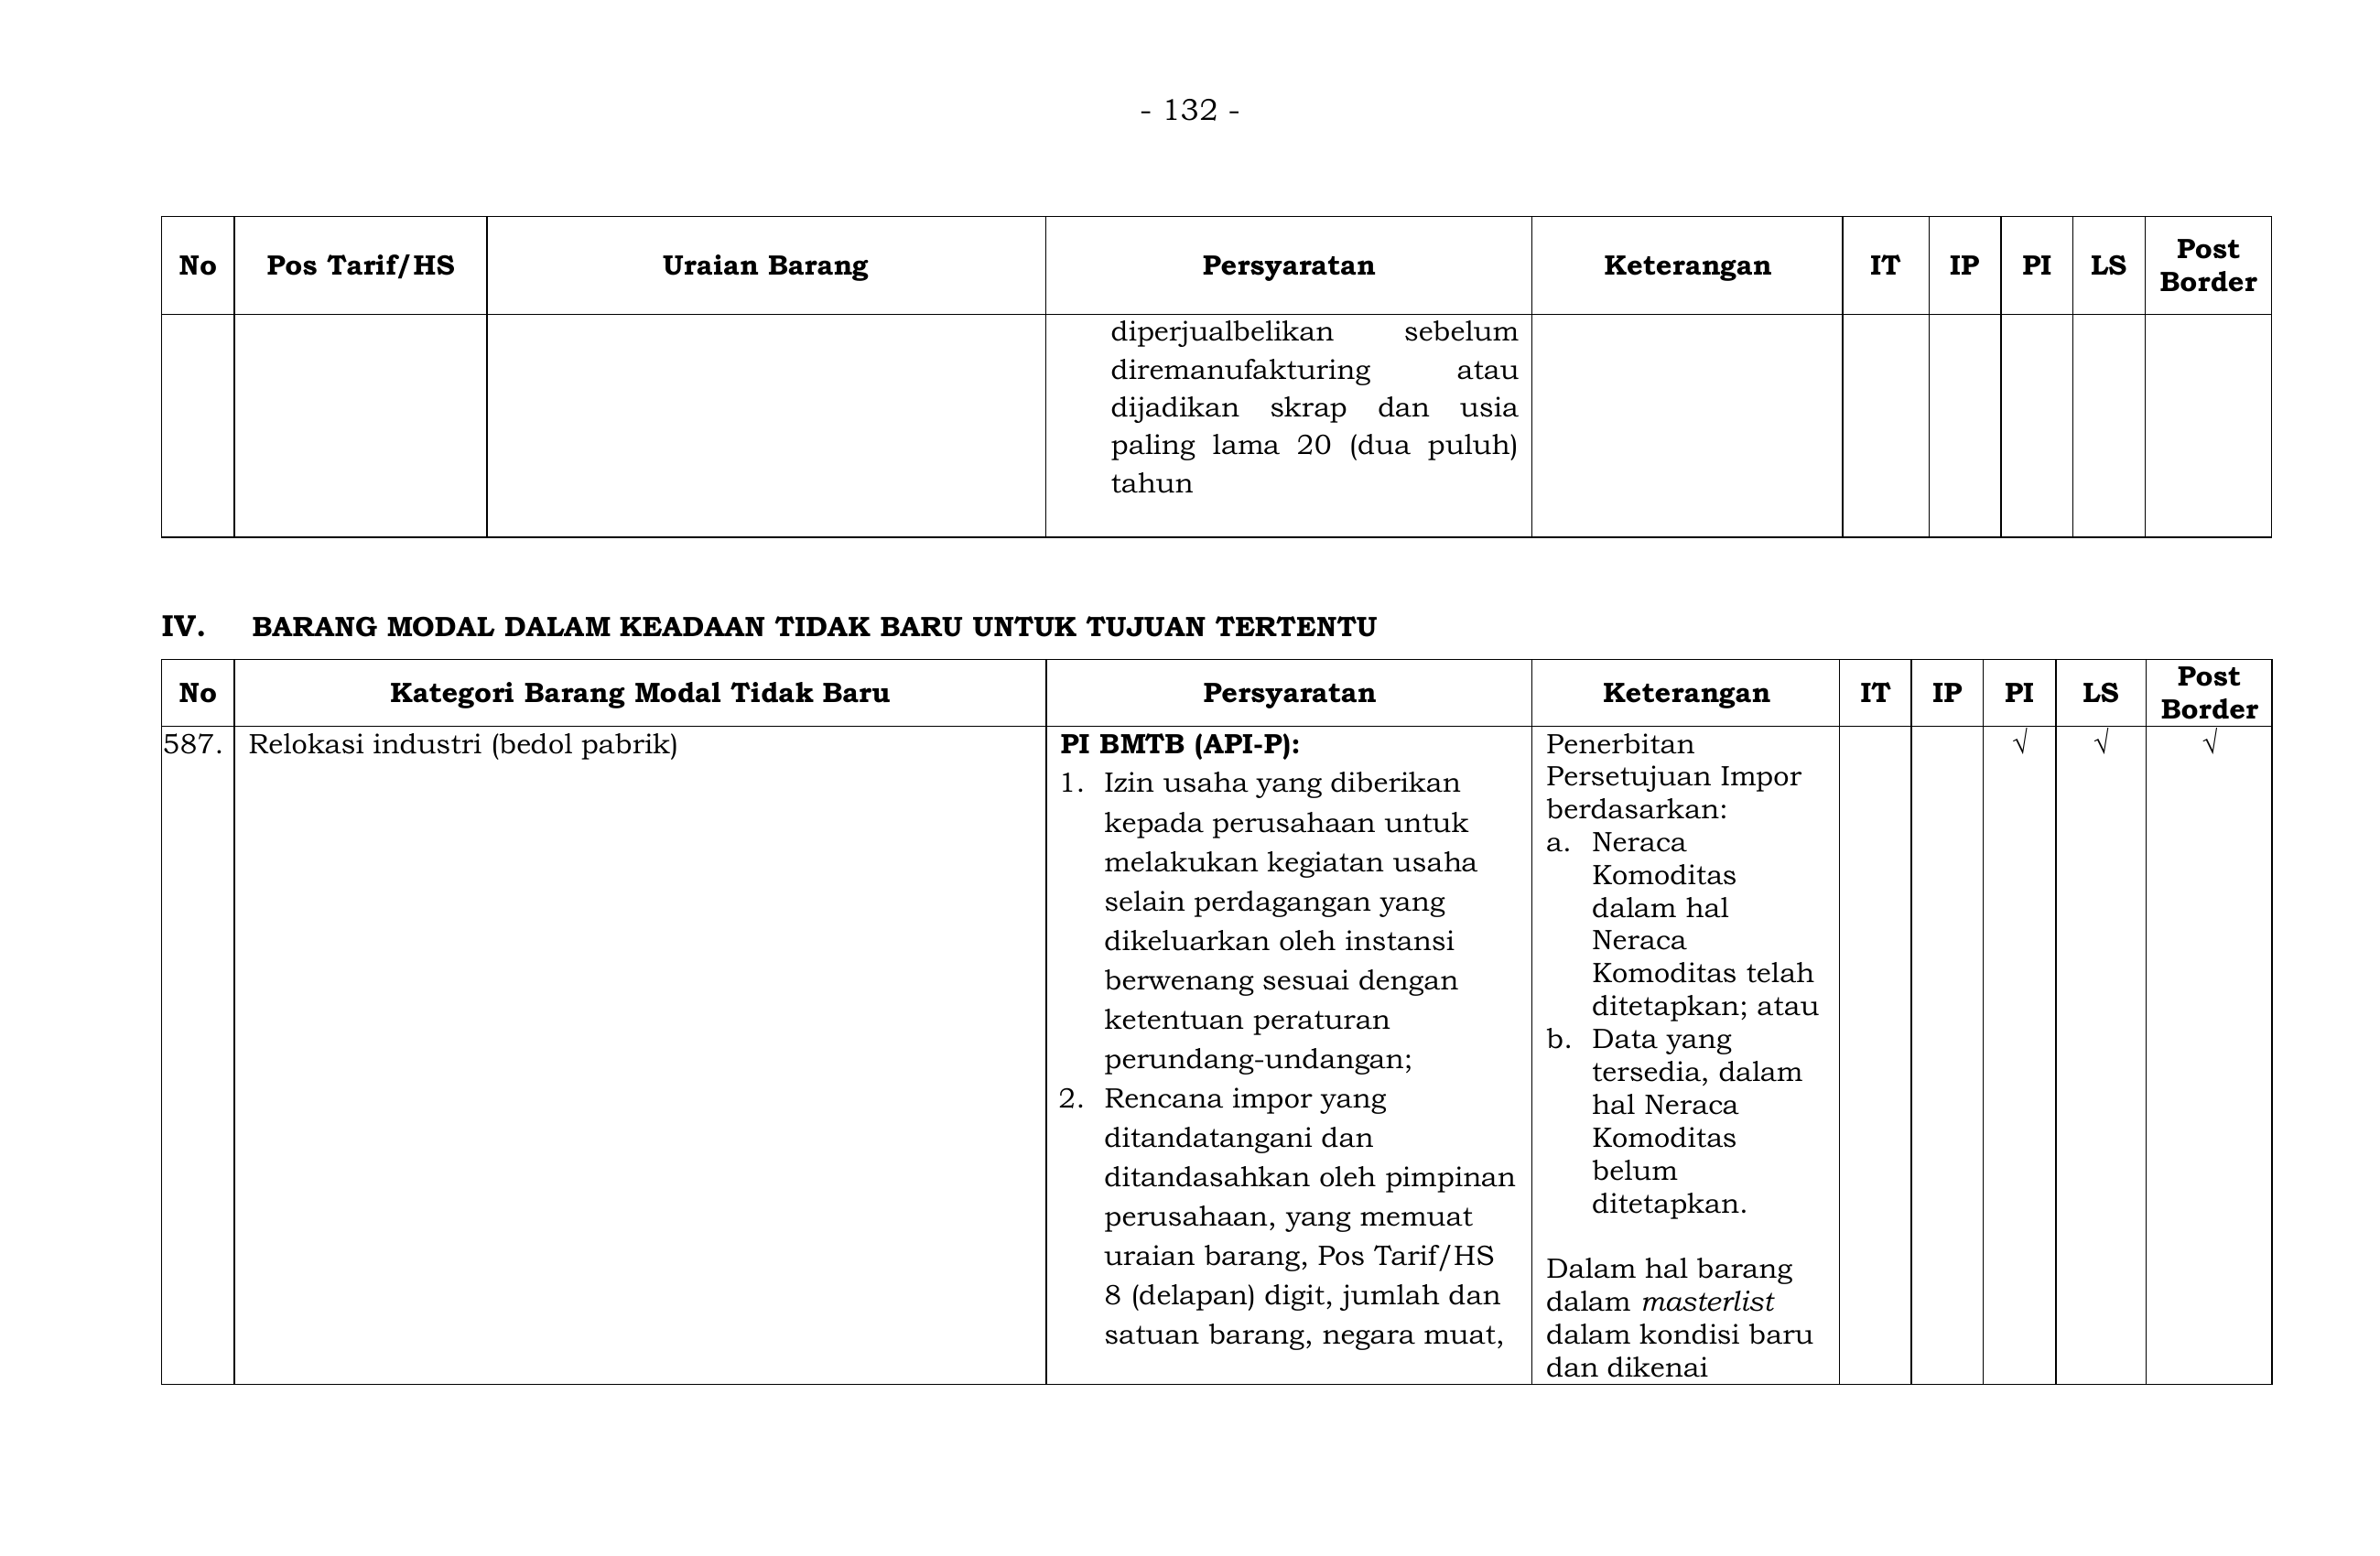 - 132 -
No Pos Tarif/HS Uraian Barang Persyaratan Keterangan IT IP PI LS Post Border
diperjualbelikan sebelum
diremanufakturing atau
dijadikan skrap dan usia
paling lama 20 (dua puluh)
tahun
IV. BARANG MODAL DALAM KEADAAN TIDAK BARU UNTUK TUJUAN TERTENTU
No Kategori Barang Modal Tidak Baru Persyaratan Keterangan IT IP PI LS Post Border
587. Relokasi industri (bedol pabrik)
PI BMTB (API-P):
1. Izin usaha yang diberikan
kepada perusahaan untuk
melakukan kegiatan usaha
selain perdagangan yang
dikeluarkan oleh instansi
berwenang sesuai dengan
ketentuan peraturan
perundang-undangan;
2. Rencana impor yang
ditandatangani dan
ditandasahkan oleh pimpinan
perusahaan, yang memuat
uraian barang, Pos Tarif/HS
8 (delapan) digit, jumlah dan
satuan barang, negara muat,
Penerbitan
Persetujuan Impor
berdasarkan:
a. Neraca
Komoditas
dalam hal
Neraca
Komoditas telah
ditetapkan; atau
b. Data yang
tersedia, dalam
hal Neraca
Komoditas
belum
ditetapkan.
Dalam hal barang
dalam masterlist
dalam kondisi baru
dan dikenai
√ √ √